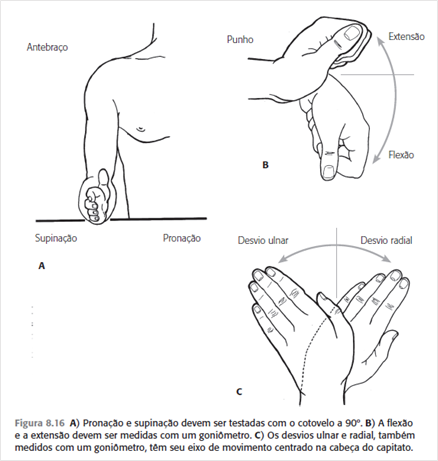 Antebraço
Supinação
Pronação
A
Punho
Extensão
B
Flexão
Desvio ulnar
Desvio radial
C
Figura 8.16 A) Pronação e supinação devem ser testadas com o cotovelo a 90º. B) A flexão
e a extensão devem ser medidas com um goniômetro. C) Os desvios ulnar e radial, também
medidos com um goniômetro, têm seu eixo de movimento centrado na cabeça do capitato.